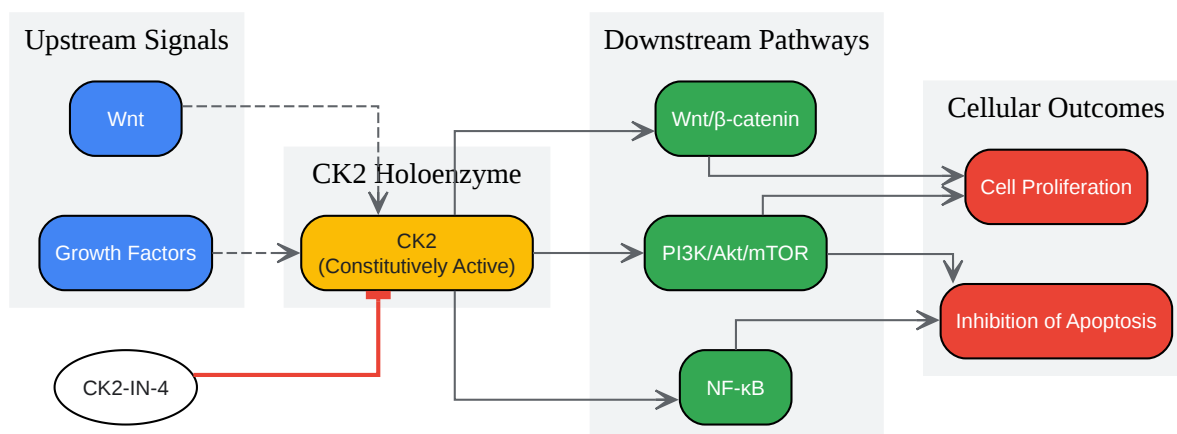 Upstream Signals
Wnt
Growth Factors
CK2-IN-4
CK2 Holoenzyme
CK2
(Constitutively Active)
Downstream Pathways
Wnt/β-catenin
PI3K/Akt/mTOR
NF-κB
Cellular Outcomes
Cell Proliferation
Inhibition of Apoptosis